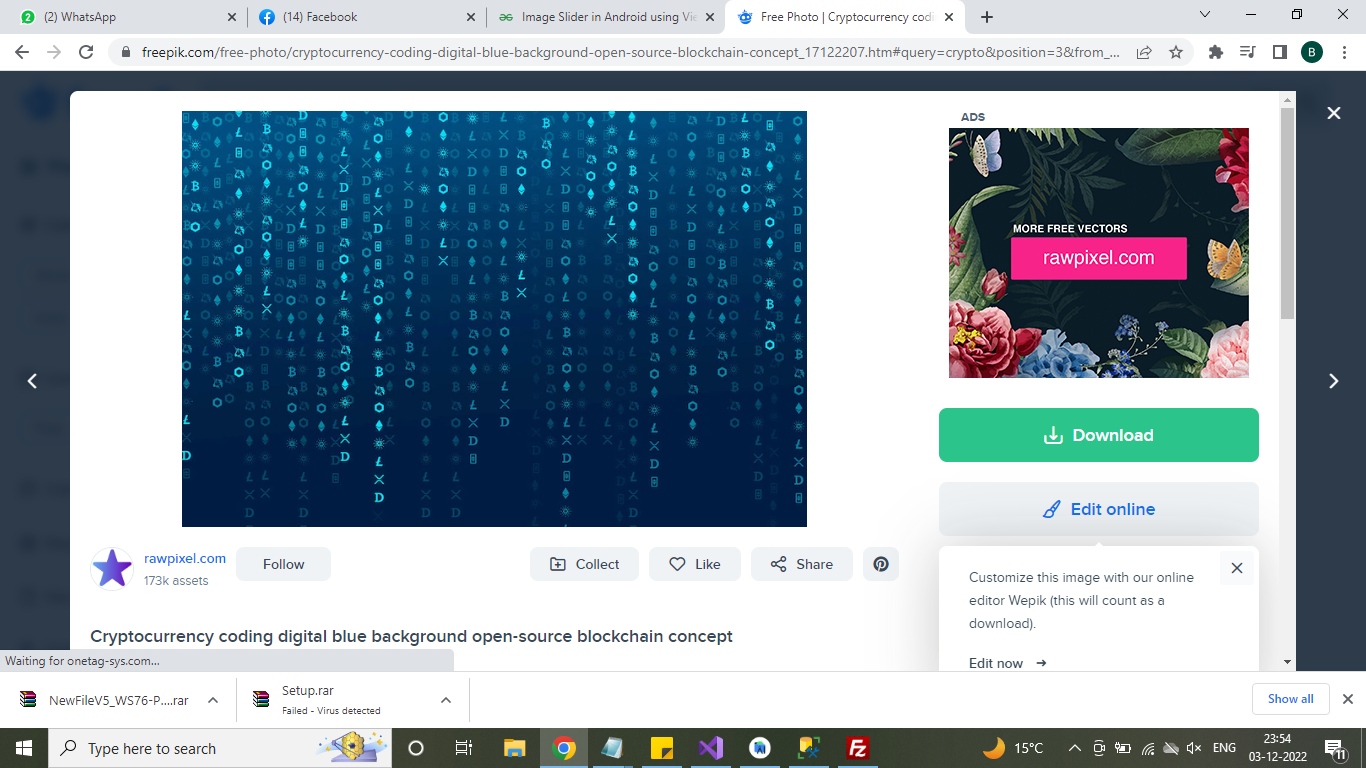 (2) WhatsApp
(14) Facebook
Image Slider in Android using Vie
Free Photo | Cryptocurrency codi
freepik.com/free-photo/cryptocurrency-coding-digital-blue-background-open-source-blockchain-concept_17122207.htm#query=crypto&position=3&from_...
B
ADS
MORE FREE VECTORS
rawpixel.com
Download
Edit online
rawpixel.com
173k assets
Follow
Collect
Like
Share
Customize this image with our online
editor Wepik (this will count as a
download).
Edit now
Cryptocurrency coding digital blue background open-source blockchain concept
Waiting for onetag-sys.com...
NewFileV5_WS76-P....rar
Setup.rar
Failed - Virus detected
Show all
Type here to search
15°C
ENG
23:54
03-12-2022
11